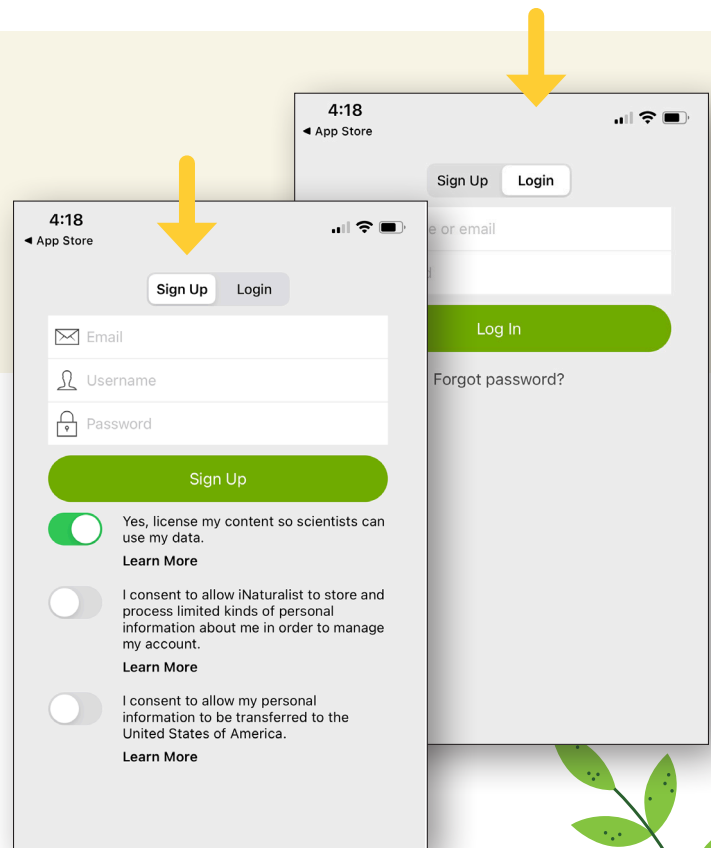 4:18
◀ App Store
Sign Up Login
e or email
Log In
Forgot password?
4:18
◀ App Store
Sign Up Login
Email
Username
Password
Sign Up
Yes, license my content so scientists can
use my data.
Learn More
I consent to allow iNaturalist to store and
process limited kinds of personal
information about me in order to manage
my account.
Learn More
I consent to allow my personal
information to be transferred to the
United States of America.
Learn More